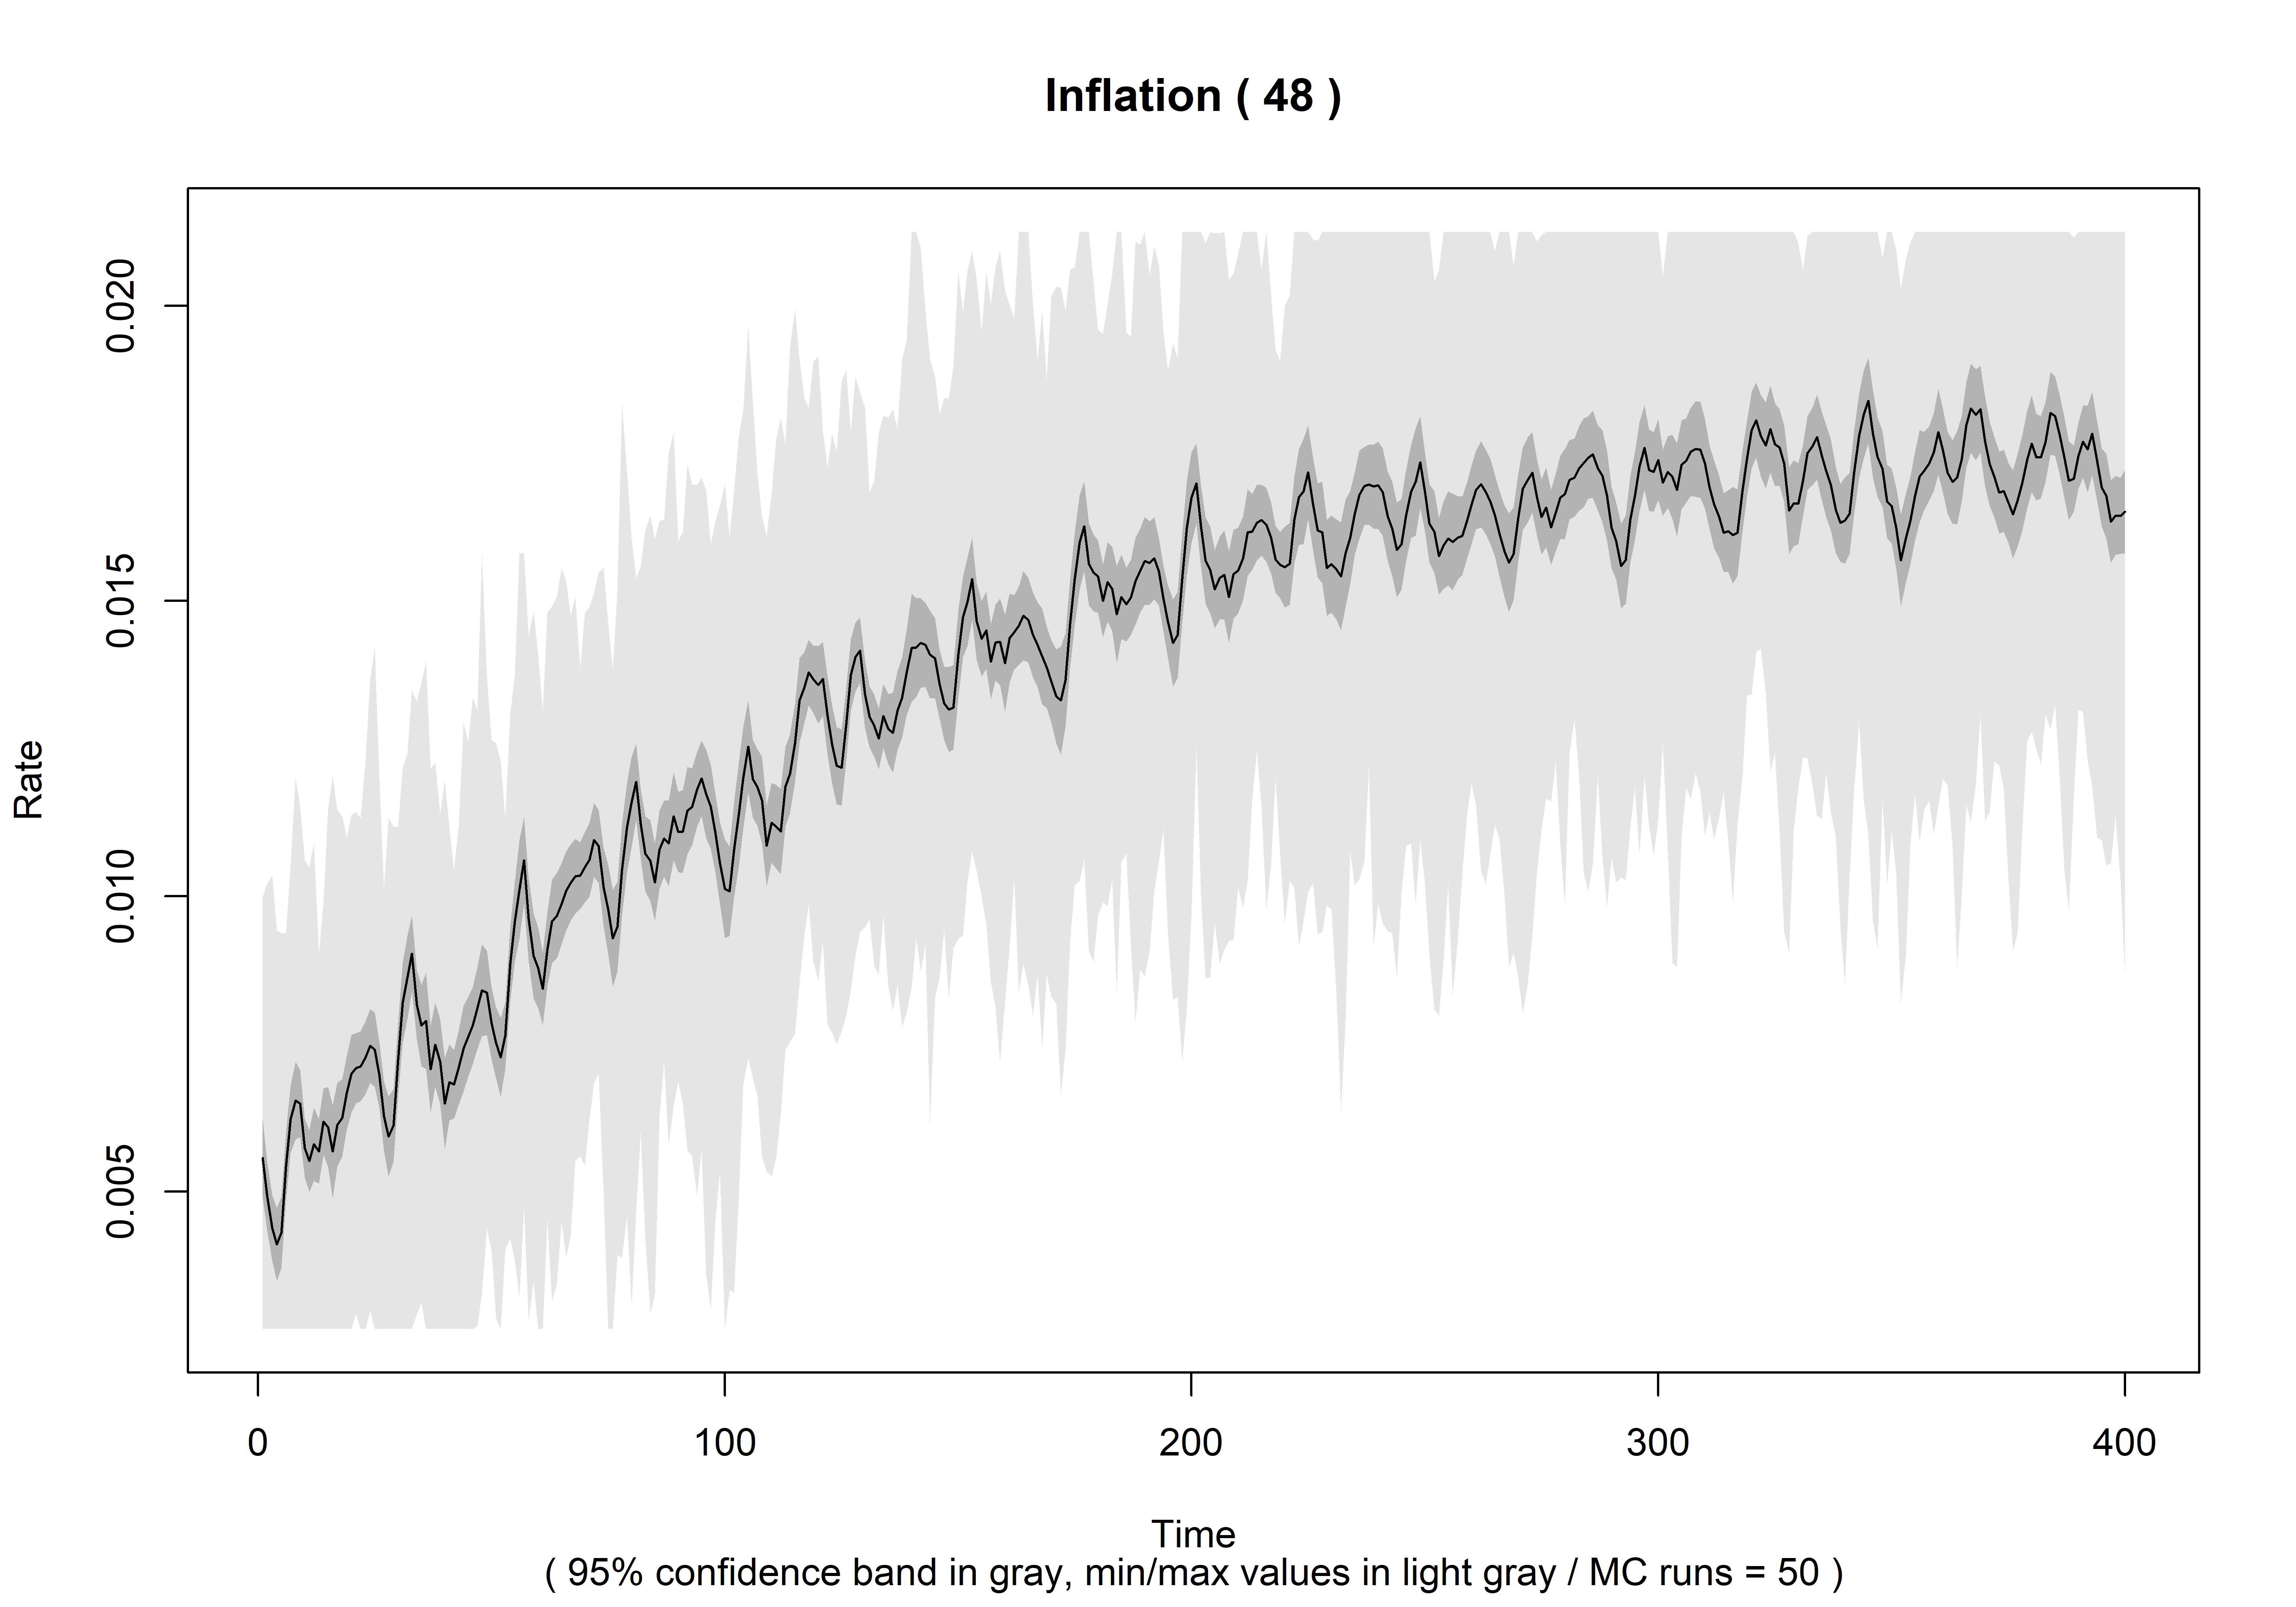 Inflation ( 48 )
Rate
0.020
0.015
0.010
0.005
0 100 200 300 400
Time
( 95% confidence band in gray, min/max values in light gray / MC runs = 50 )